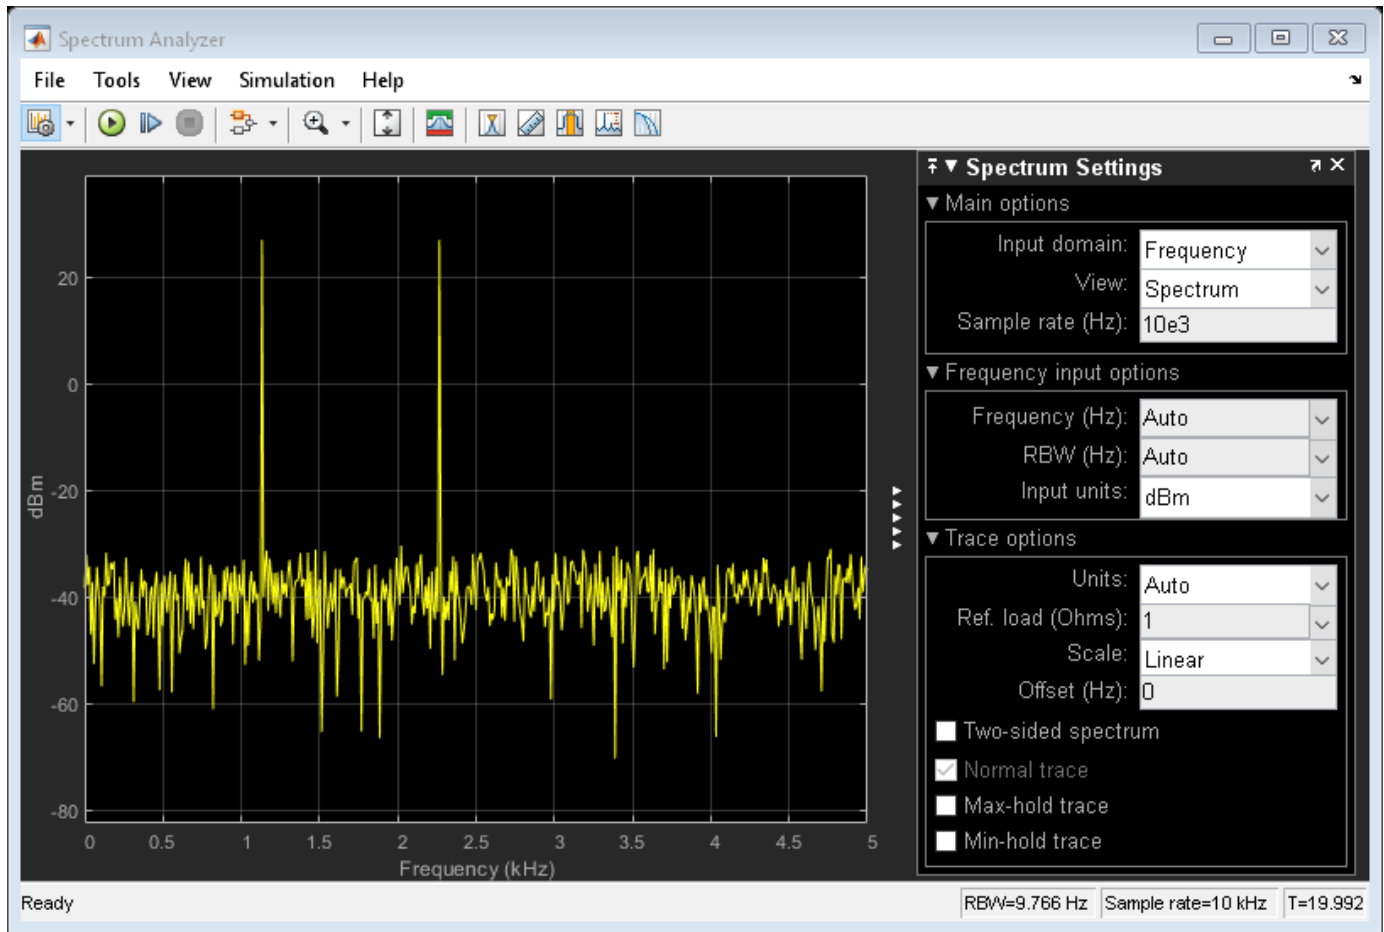 Spectrum Analyzer
File Tools View Simulation Help
Spectrum Settings
Main options
Input domain: Frequency
View: Spectrum
Sample rate (Hz): 10e3
Frequency input options
Frequency (Hz): Auto
RBW (Hz): Auto
Input units: dBm
Trace options
Units: Auto
Ref. load (Ohms): 1
Scale: Linear
Offset (Hz): 0
Two-sided spectrum
Normal trace
Max-hold trace
Min-hold trace
20
0
-20
-40
-60
-80
dBm
0 0.5 1 1.5 2 2.5 3 3.5 4 4.5 5
Frequency (kHz)
Ready RBW=9.766 Hz Sample rate=10 kHz T=19.992